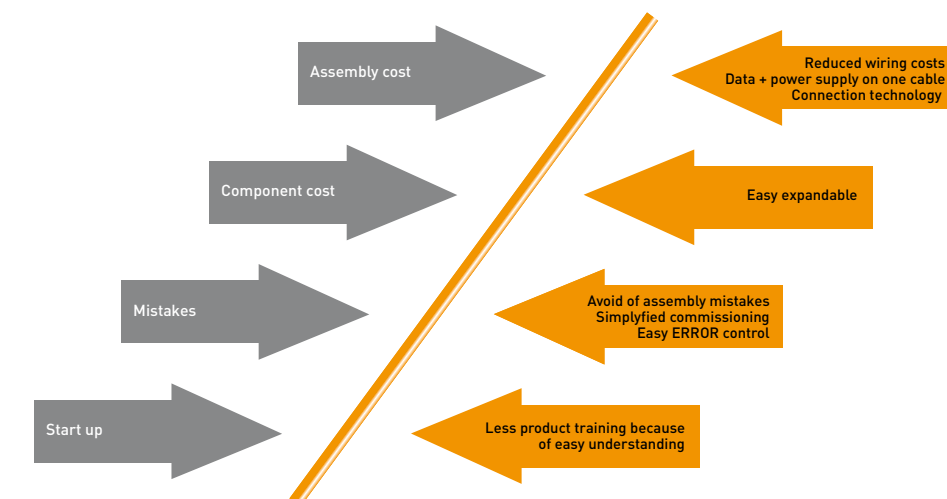 Assembly cost
Reduced wiring costs
Data + power supply on one cable
Connection technology
Component cost
Easy expandable
Mistakes
Avoid of assembly mistakes
Simplyfied commissioning
Easy ERROR control
Start up
Less product training because
of easy understanding